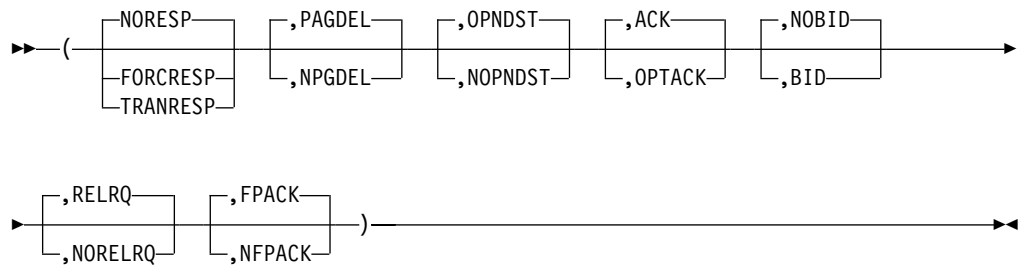 NORESP ,PAGDEL ,OPNDST ,ACK ,NOBID
(
FORCRESP ,NPGDEL ,NOPNDST ,OPTACK ,BID
TRANRESP
,RELRQ ,FPACK
)
,NORELRQ ,NFPACK